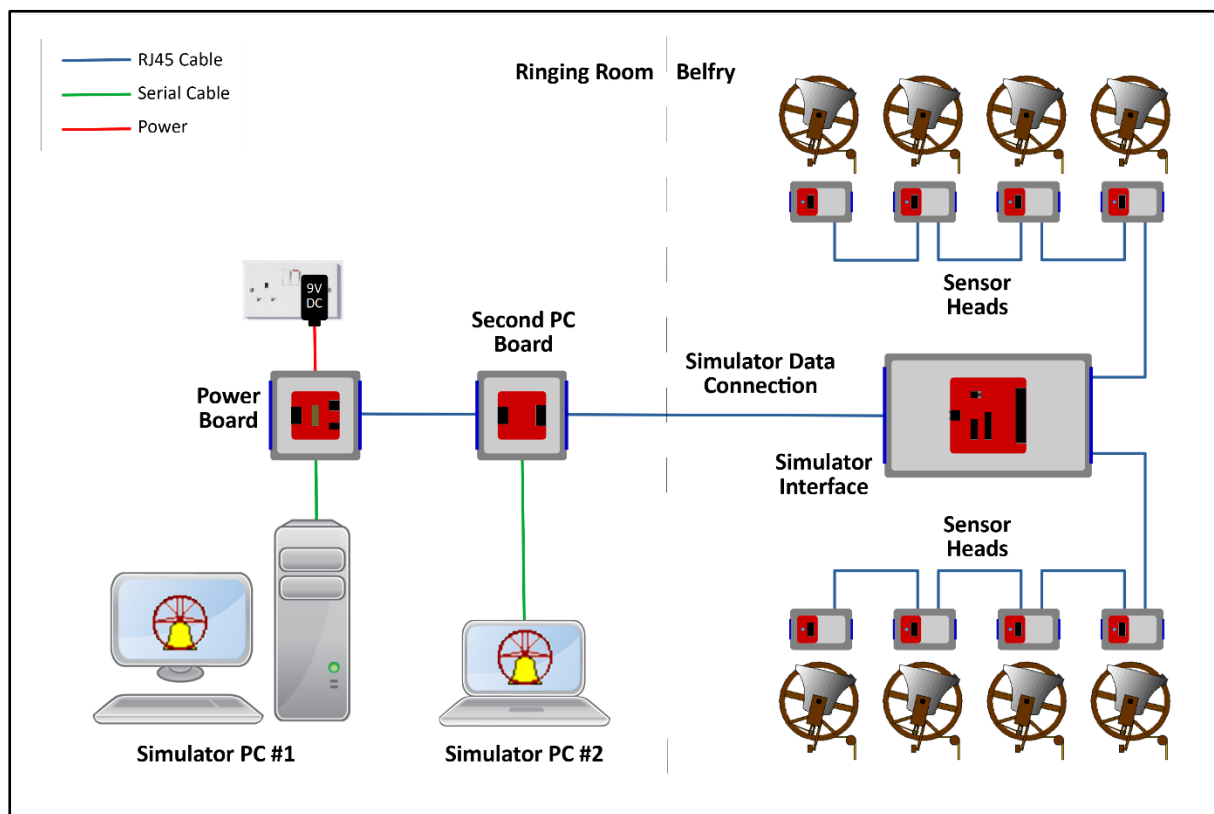 RJ45 Cable
Serial Cable
Power
Ringing Room
Belfry
Sensor
Heads
9V
DC
Second PC
Board
Simulator Data
Connection
Power
Board
Simulator
Interface
Sensor
Heads
Simulator PC #1
Simulator PC #2